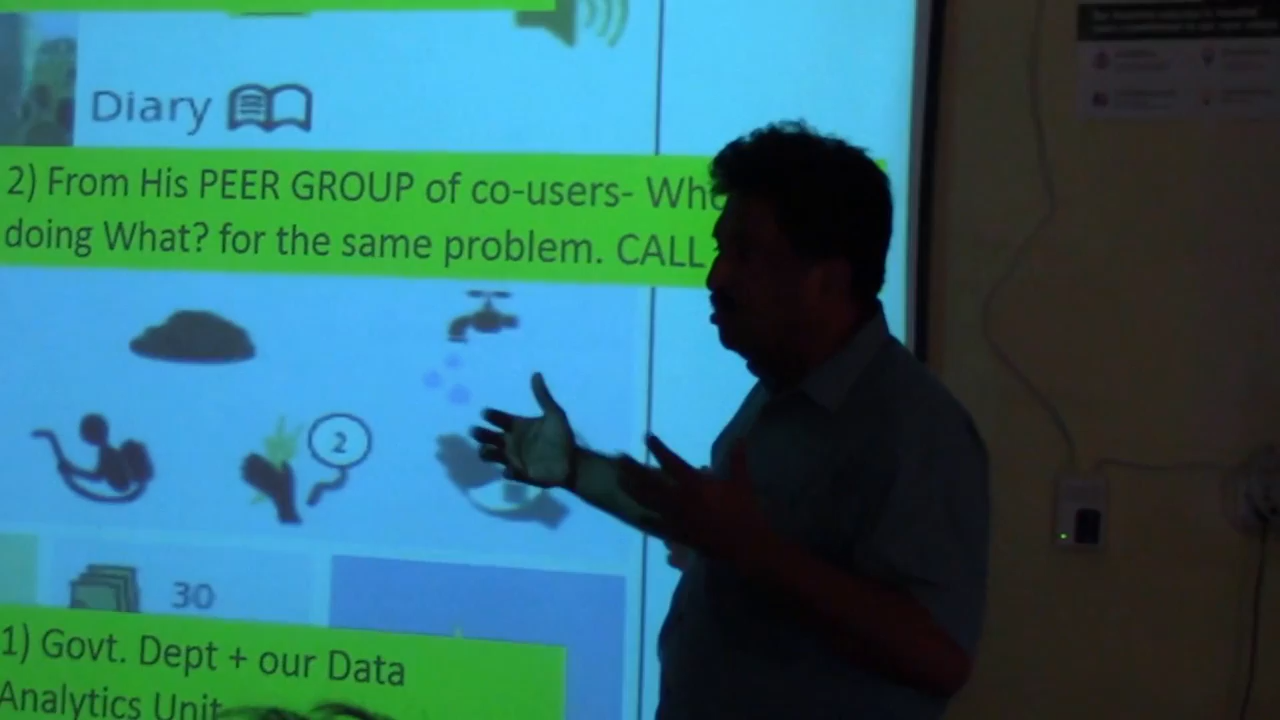 Diary
2) From His PEER GROUP of co-users- Who
doing What? for the same problem. CALL
2
30
1) Govt. Dept + our Data
Analytics Unit